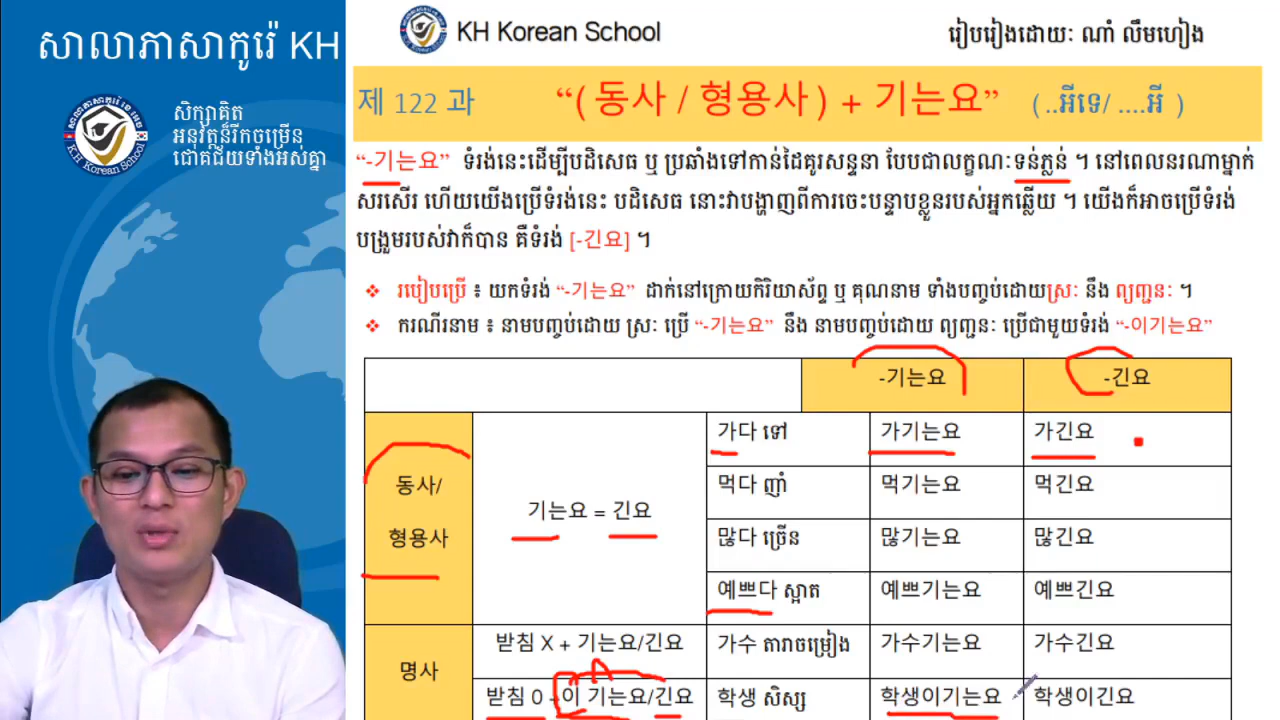 សាលាភាសាកូរ៉េ KH
សិក្សាគិត
អនុវត្តន៍រីកចម្រើន
ជោគជ័យទាំងអស់គ្នា
KH Korean School
រៀបរៀងដោយៈ ណាំ លឹមហៀង
제 122 과 “( 동사 / 형용사 ) + 기는요” ( ..អីទេ/ ....អី )
“-기는요” ទំរង់នេះដើម្បីបដិសេធ ឬ ប្រឆាំងទៅកាន់ដៃគូរសន្ទនា បែបជាលក្ខណៈទន់ភ្លន់ ។ នៅពេលនរណាម្នាក់
សរសើរ ហើយយើងប្រើទំរង់នេះ បដិសេធ នោះវាបង្ហាញពីការចេះបន្ទាបខ្លួនរបស់អ្នកឆ្លើយ ។ យើងក៏អាចប្រើទំរង់
បង្រួមរបស់វាក៏បាន គឺទំរង់ [-긴요] ។
❖ របៀបប្រើ ៖ យកទំរង់ “-기는요” ដាក់នៅក្រោយកិរិយាស័ព្ទ ឬ គុណនាម ទាំងបញ្ចប់ដោយស្រៈ នឹង ព្យញ្ជនៈ ។
❖ ករណីរនាម ៖ នាមបញ្ចប់ដោយ ស្រៈ ប្រើ “-기는요” នឹង នាមបញ្ចប់ដោយ ព្យញ្ជនៈ ប្រើជាមួយទំរង់ “-이기는요”
-기는요 -긴요
동사/
형용사
기는요 = 긴요
가다 ទៅ 가기는요 가긴요
먹다 ញ៉ាំ 먹기는요 먹긴요
많다 ច្រើន 많기는요 많긴요
예쁘다 ស្អាត 예쁘기는요 예쁘긴요
명사
받침 X + 기는요/긴요 가수 តារាចម្រៀង 가수기는요 가수긴요
받침 0 -이 기는요/긴요 학생 សិស្ស 학생이기는요 학생이긴요